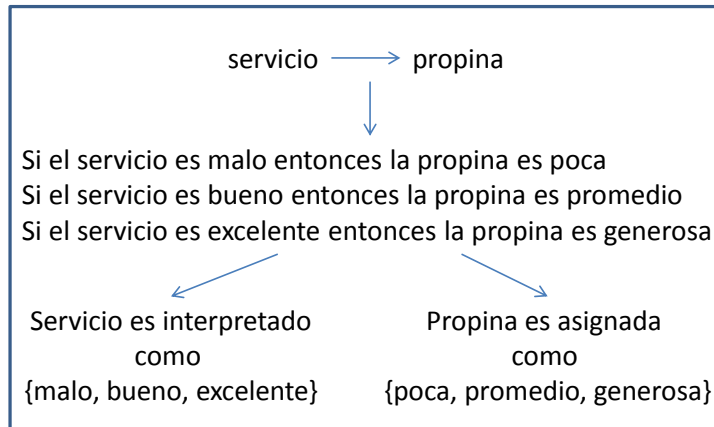 servicio propina
Si el servicio es malo entonces la propina es poca
Si el servicio es bueno entonces la propina es promedio
Si el servicio es excelente entonces la propina es generosa
Servicio es interpretado
como
{malo, bueno, excelente}
Propina es asignada
como
{poca, promedio, generosa}